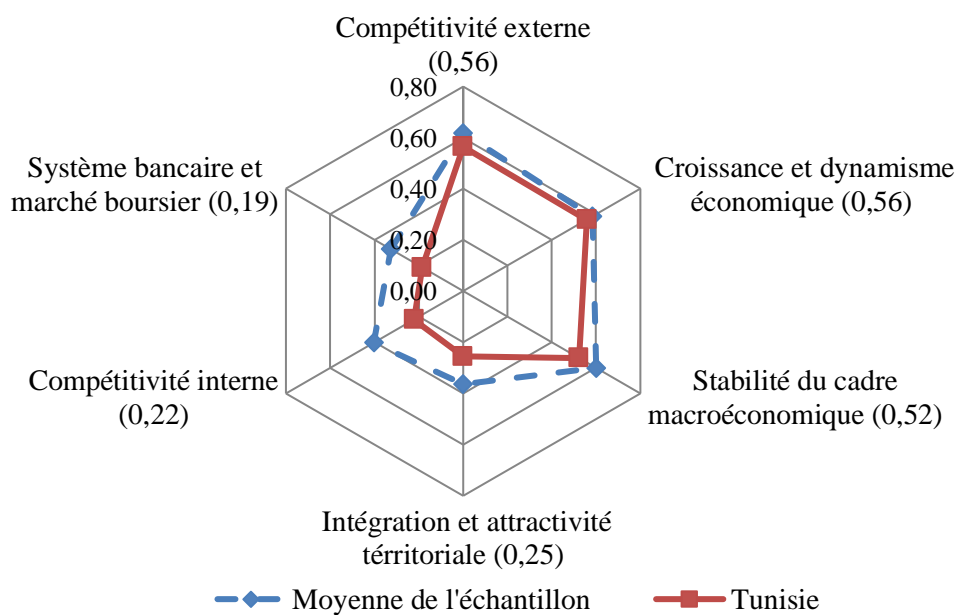 Compétitivité externe
(0,56)
0,80
0,60
0,40
0,20
0,00
Croissance et dynamisme
économique (0,56)
Stabilité du cadre
macroéconomique (0,52)
Intégration et attractivité
térritoriale (0,25)
Compétitivité interne
(0,22)
Système bancaire et
marché boursier (0,19)
Moyenne de l'échantillon
Tunisie